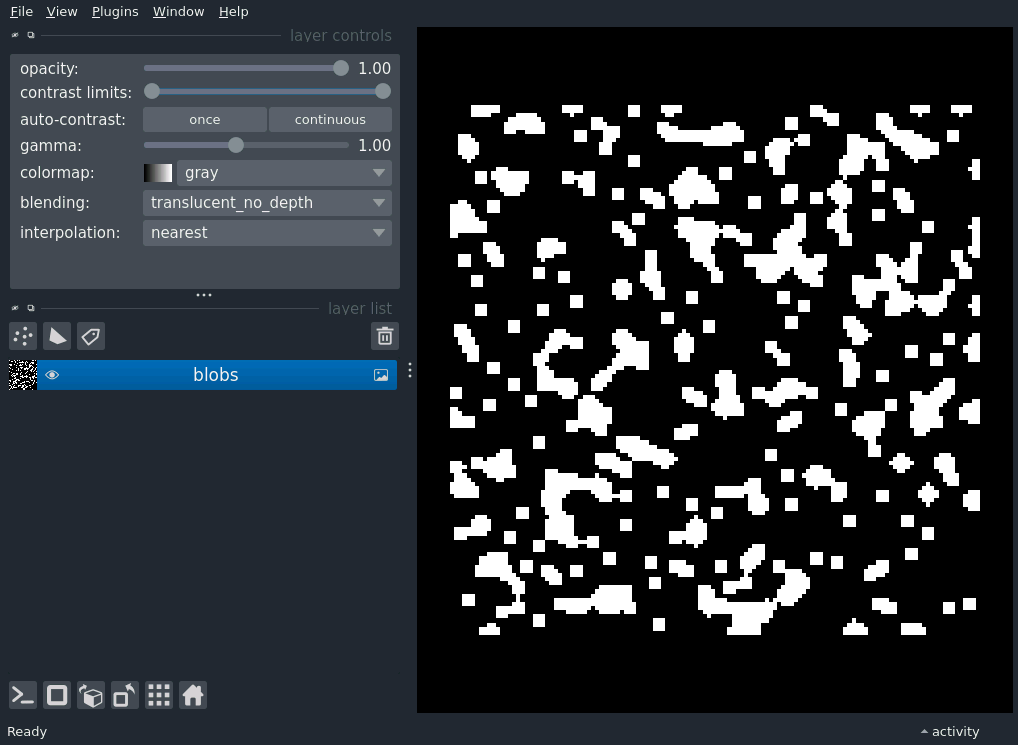 File View Plugins Window Help
layer controls
opacity: 1.00
contrast limits:
auto-contrast: once continuous
gamma: 1.00
colormap: gray
blending: translucent_no_depth
interpolation: nearest
layer list
blobs
Ready activity